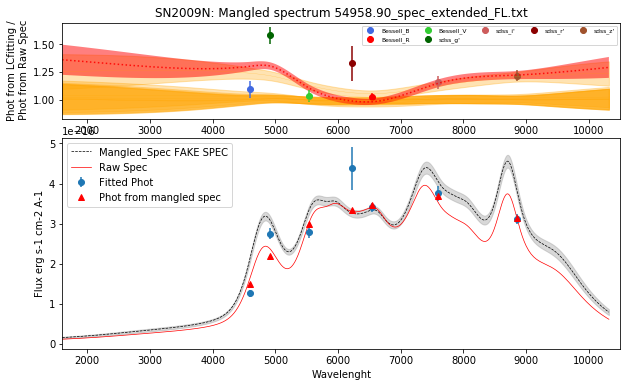 SN2009N: Mangled spectrum 54958.90_spec_extended_FL.txt
Phot from LCfitting /
Phot from Raw Spec
1.50
1.25
1.00
Bessell_B
Bessell_R
Bessell_V
sdss_g'
sdss_i'
sdss_r'
sdss_z'
2000 3000 4000 5000 6000 7000 8000 9000 10000
1e−16
Flux erg s-1 cm-2 A-1
5
4
3
2
1
0
Mangled_Spec FAKE SPEC
Raw Spec
Fitted Phot
Phot from mangled spec
2000 3000 4000 5000 6000 7000 8000 9000 10000
Wavelenght